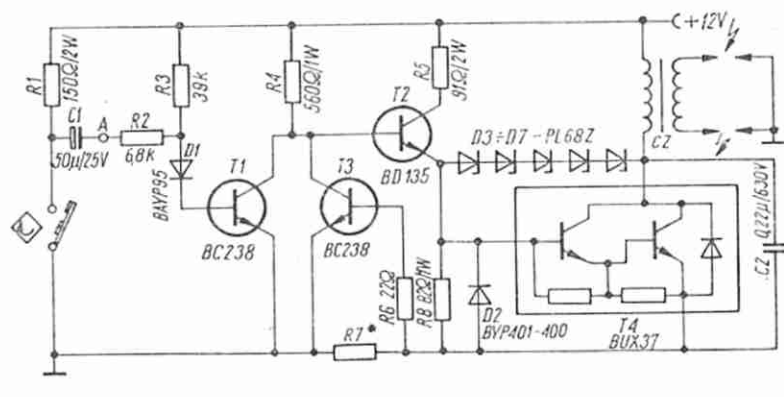 +12V
R1
150Ω/2W
R3
39k
R4
560Ω/1W
R5
91Ω/2W
T2
C1
A
R2
50µ/25V
6,8k
D1
BAYP95
T1
T3
BD135
D3÷D7-PL68Z
CZ
BC238
BC238
R6 22Ω
R8 82Ω/1W
D2
BYP401-400
R7
T4
BUX37
C2
0,22µ/630V